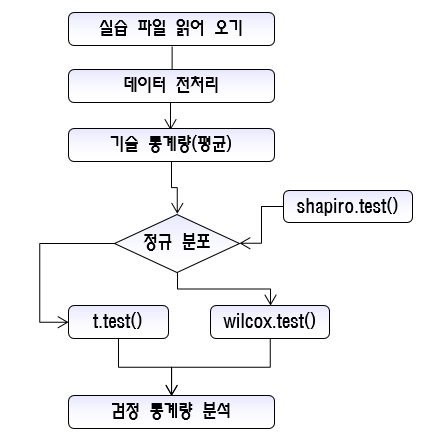 실습 파일 읽어 오기
데이터 전처리
기술 통계량(평균)
shapiro.test()
정규 분포
t.test()
wilcox.test()
검정 통계량 분석